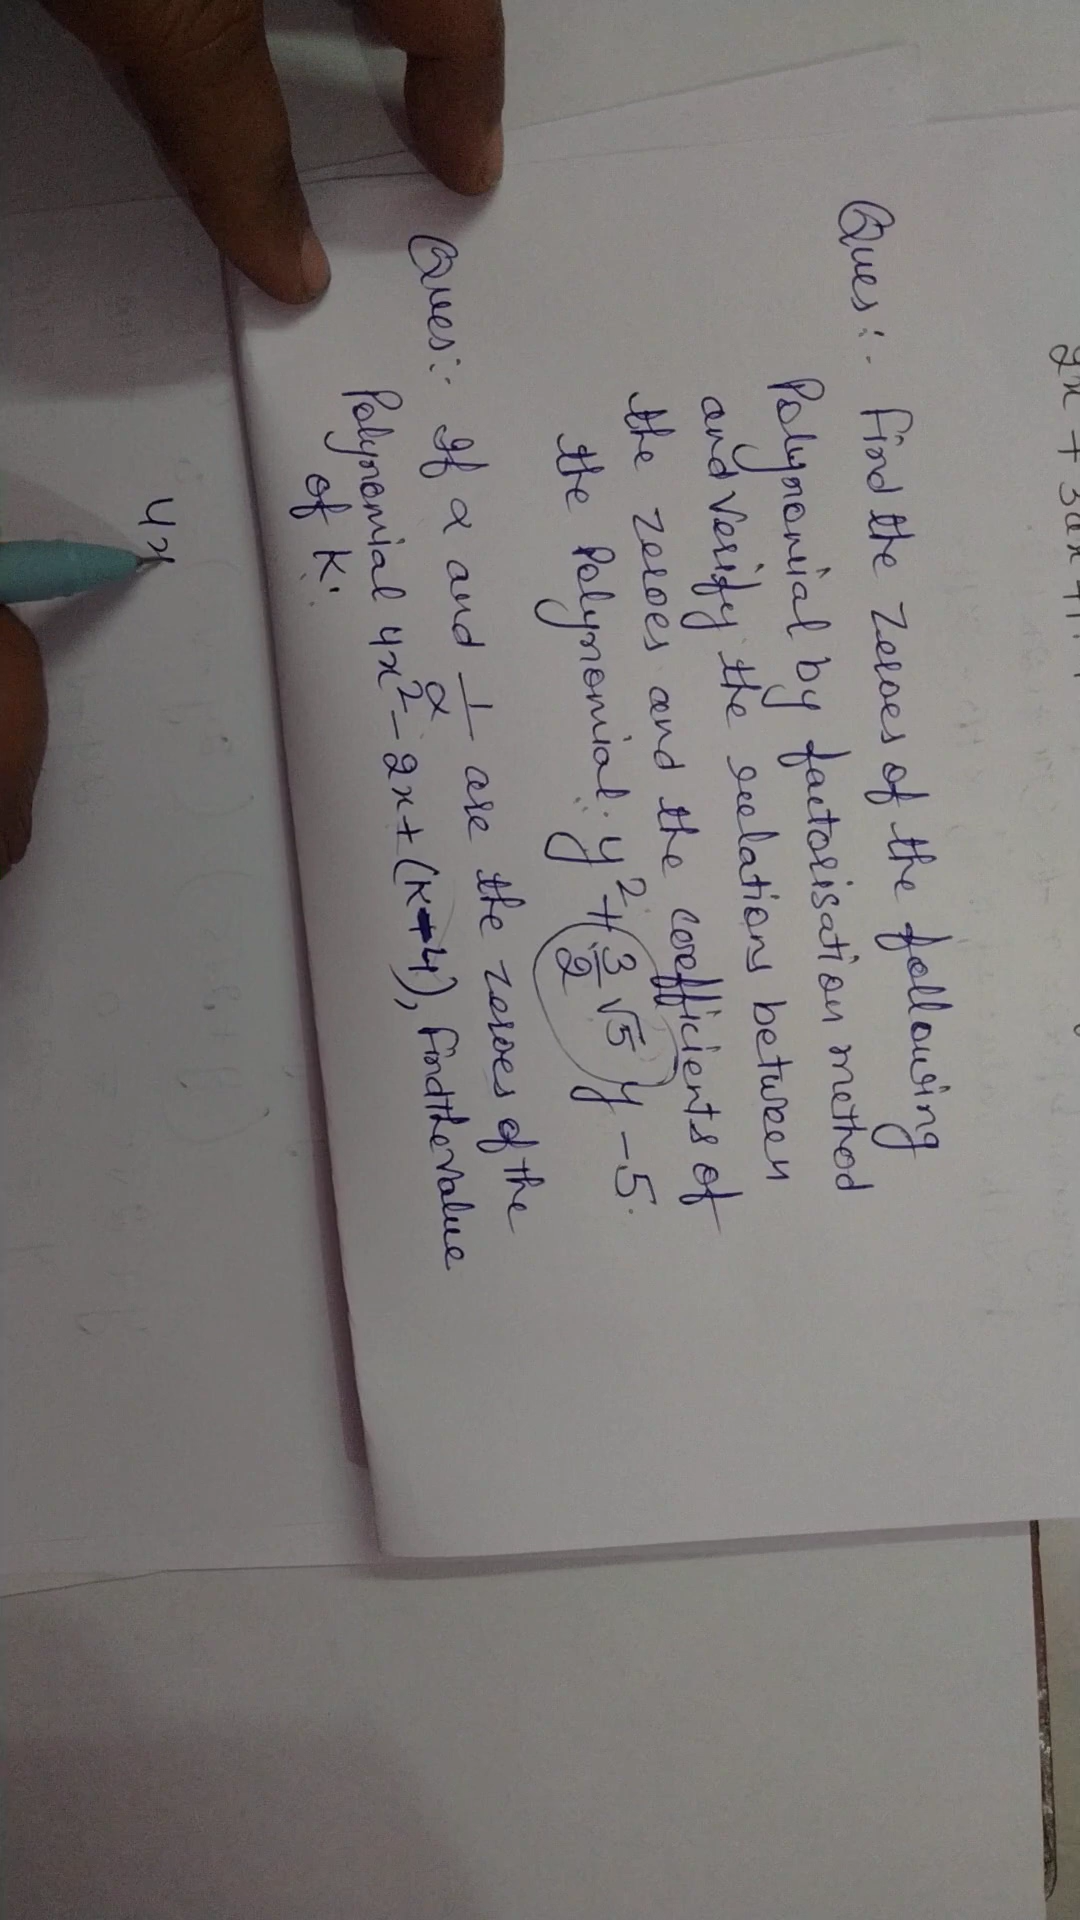 Ques:- Find the zeroes of the following
Polynomial by factorisation method
and verify the relations between
the zeroes and the coefficients of
the Polynomial. y² + 3/2 √5 y - 5.
Ques:- If α and 1/α are the zeroes of the
Polynomial 4x² - 2x + (K-4), find the value
of K.
4x